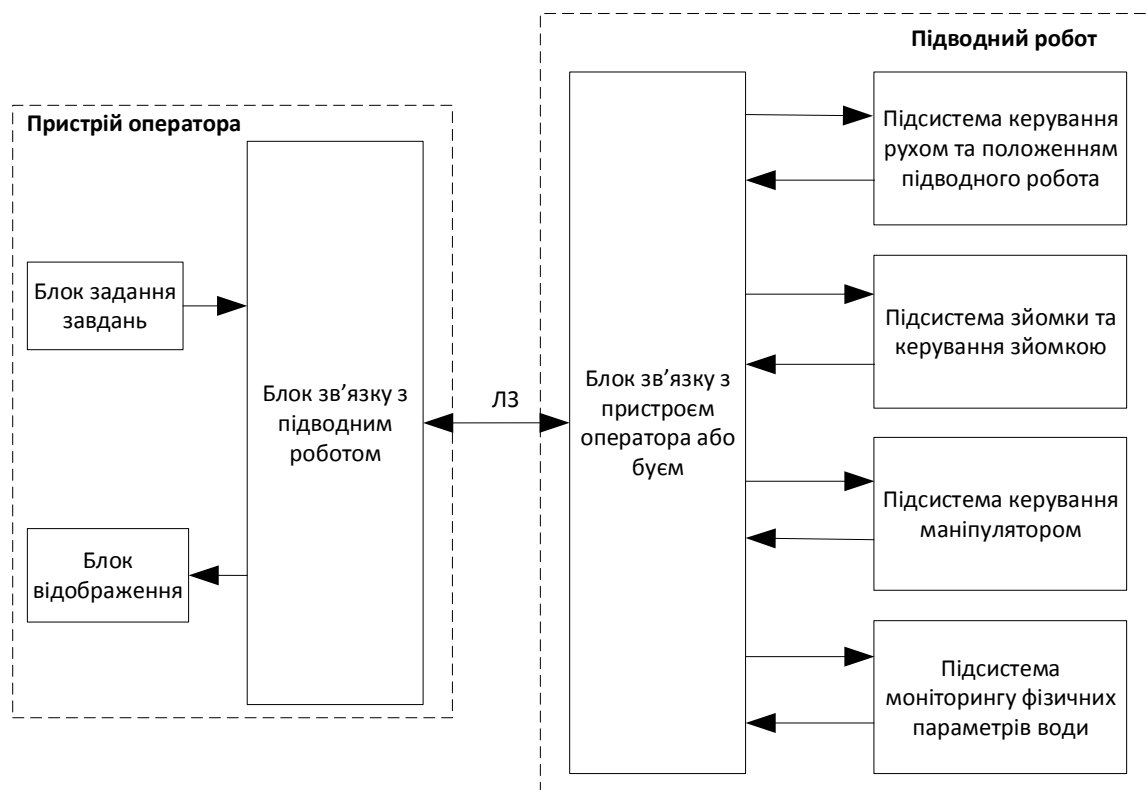 Підводний робот
Пристрій оператора
Блок задання
завдань
Блок
відображення
Блок зв’язку з
підводним
роботом
ЛЗ
Блок зв’язку з
пристроєм
оператора або
буєм
Підсистема керування
рухом та положенням
підводного робота
Підсистема зйомки та
керування зйомкою
Підсистема керування
маніпулятором
Підсистема
моніторингу фізичних
параметрів води